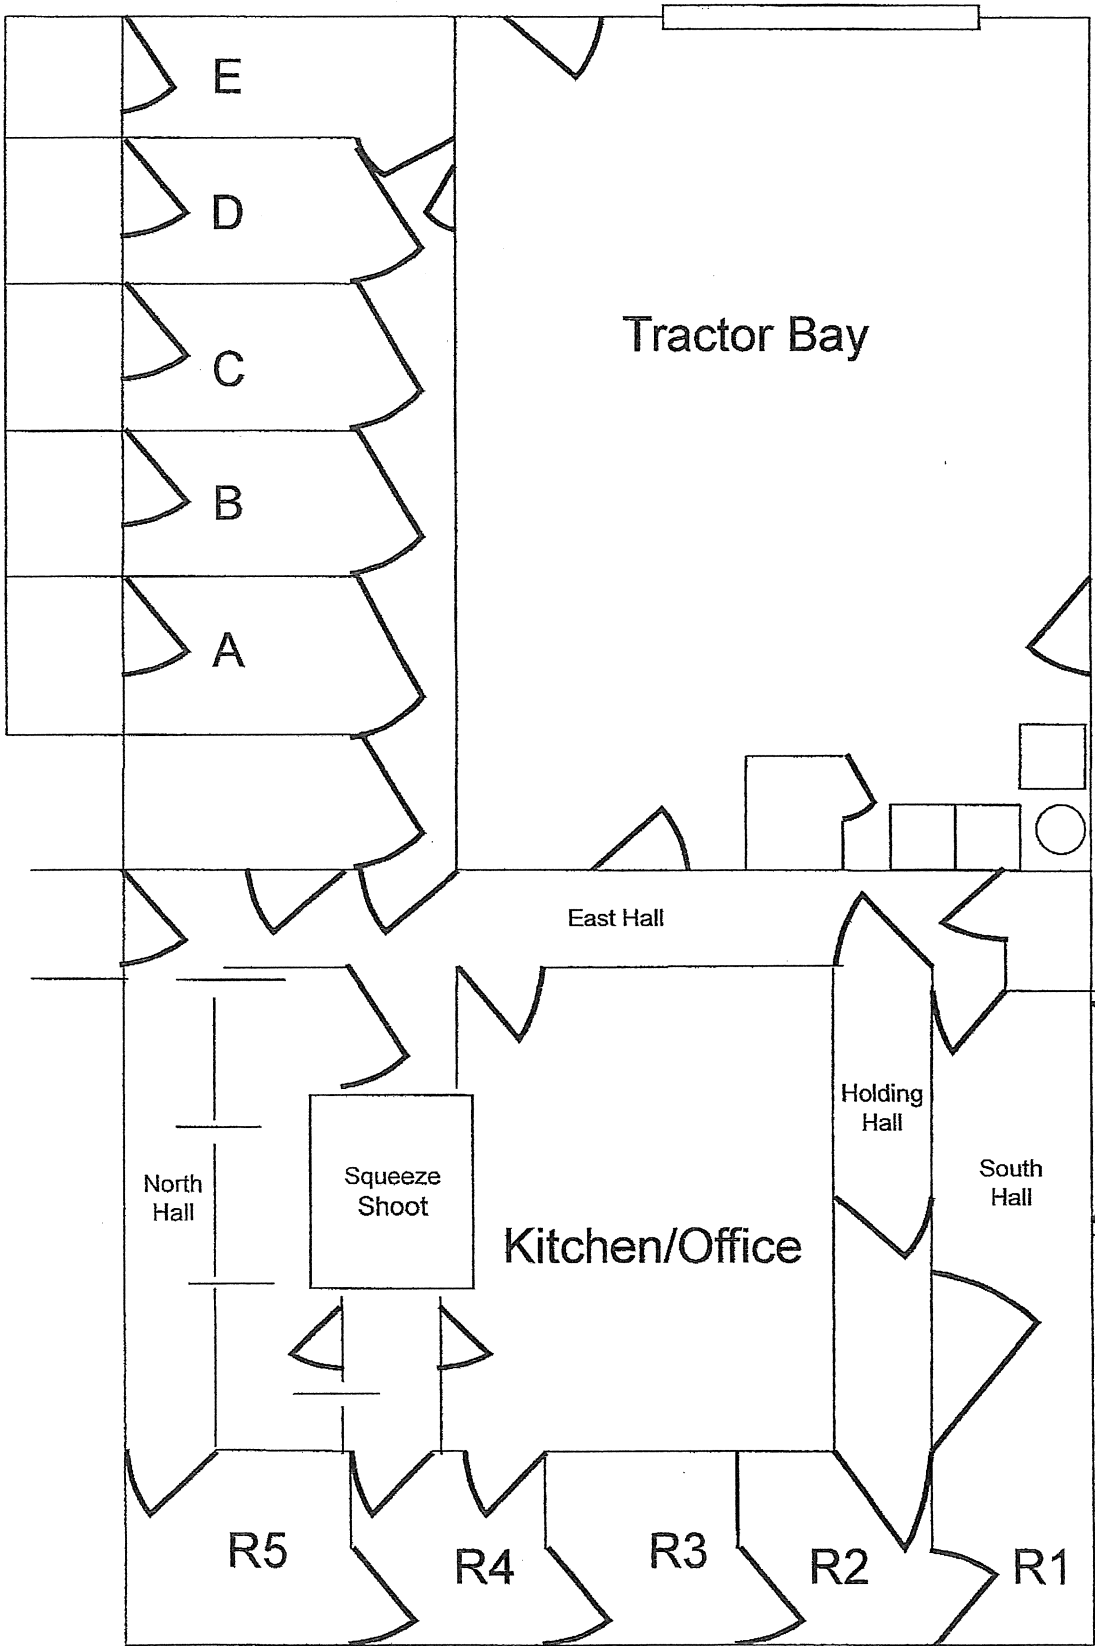 E
D
Tractor Bay
C
B
A
East Hall
Holding
Hall
North
Hall
Squeeze
Shoot
South
Hall
Kitchen/Office
R5
R4
R3
R2
R1